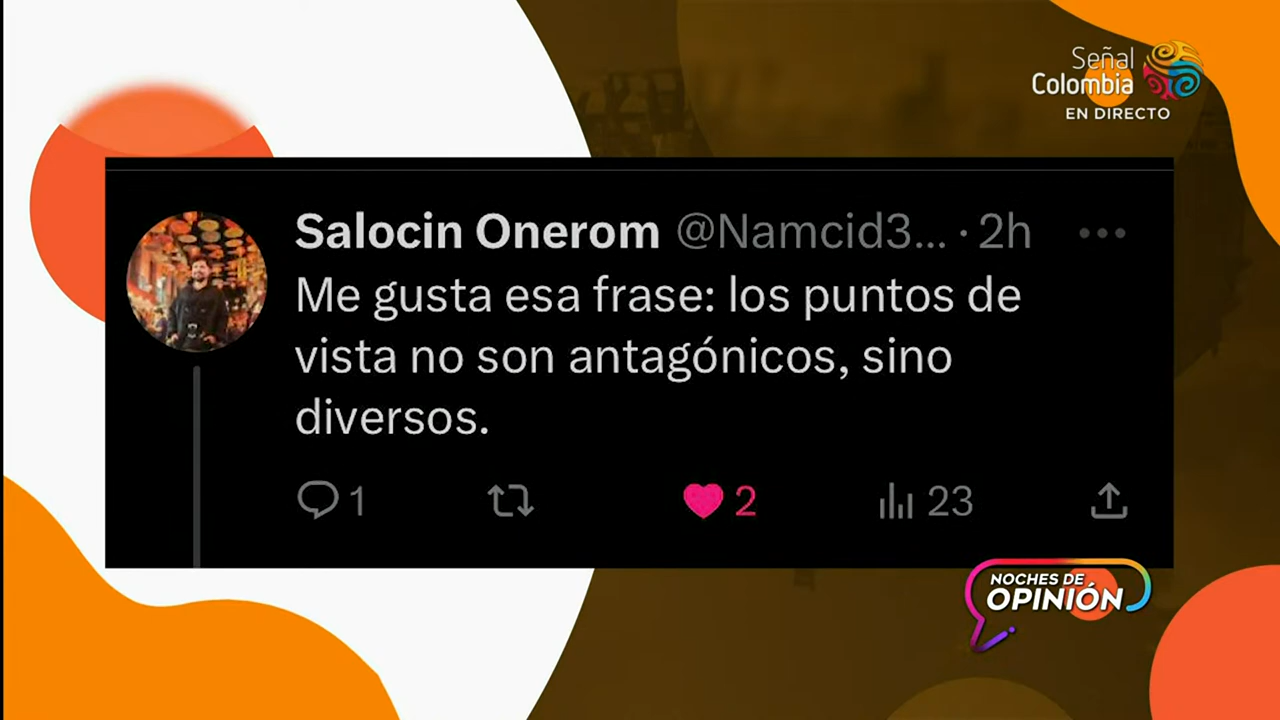 Señal
Colombia
EN DIRECTO
Salocin Onerom @Namcid3... · 2h
Me gusta esa frase: los puntos de
vista no son antagónicos, sino
diversos.
1
2
23
NOCHES DE
OPINIÓN